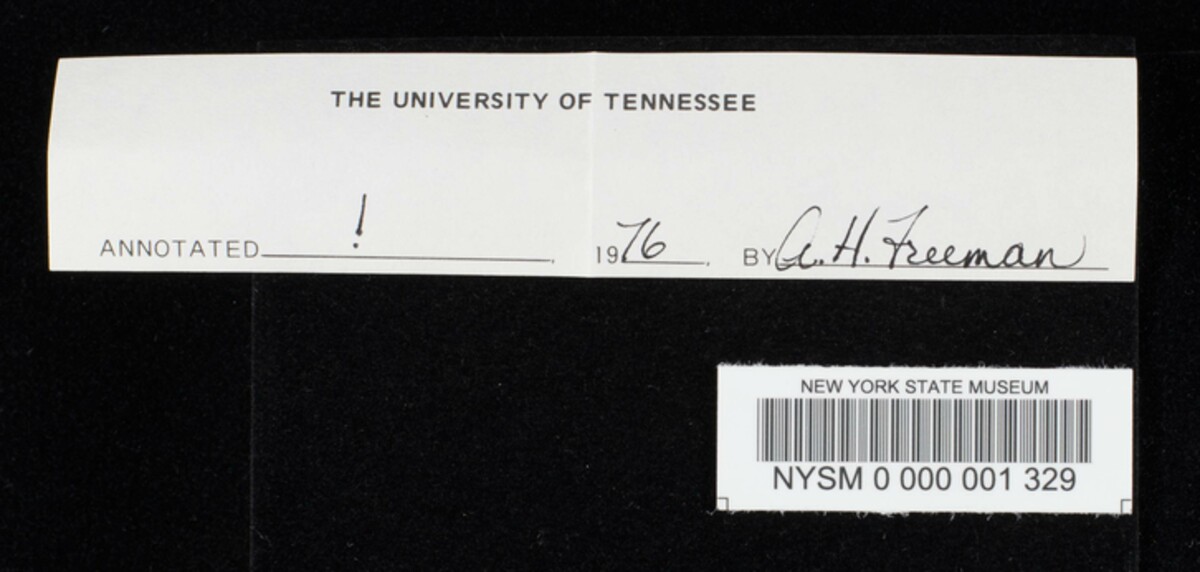 THE UNIVERSITY OF TENNESSEE
ANNOTATED ! . 1976 . BY A. H. Freeman
NEW YORK STATE MUSEUM
NYSM 0 000 001 329